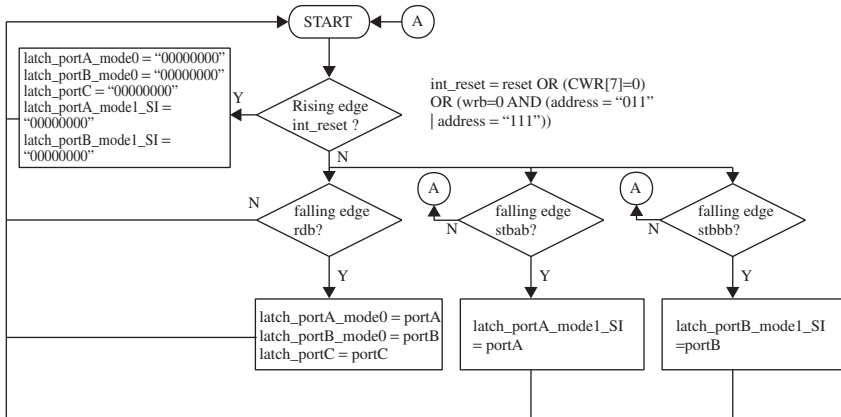 START
A
latch_portA_mode0 = “00000000”
latch_portB_mode0 = “00000000”
latch_portC = “00000000”
latch_portA_mode1_SI =
“00000000”
latch_portB_mode1_SI =
“00000000”
Y
Rising edge
int_reset ?
int_reset = reset OR (CWR[7]=0)
OR (wrb=0 AND (address = “011”
| address = “111”))
N
N
falling edge
rdb?
A
N
falling edge
stbab?
A
N
falling edge
stbbb?
Y
Y
Y
latch_portA_mode0 = portA
latch_portB_mode0 = portB
latch_portC = portC
latch_portA_mode1_SI
= portA
latch_portB_mode1_SI
=portB